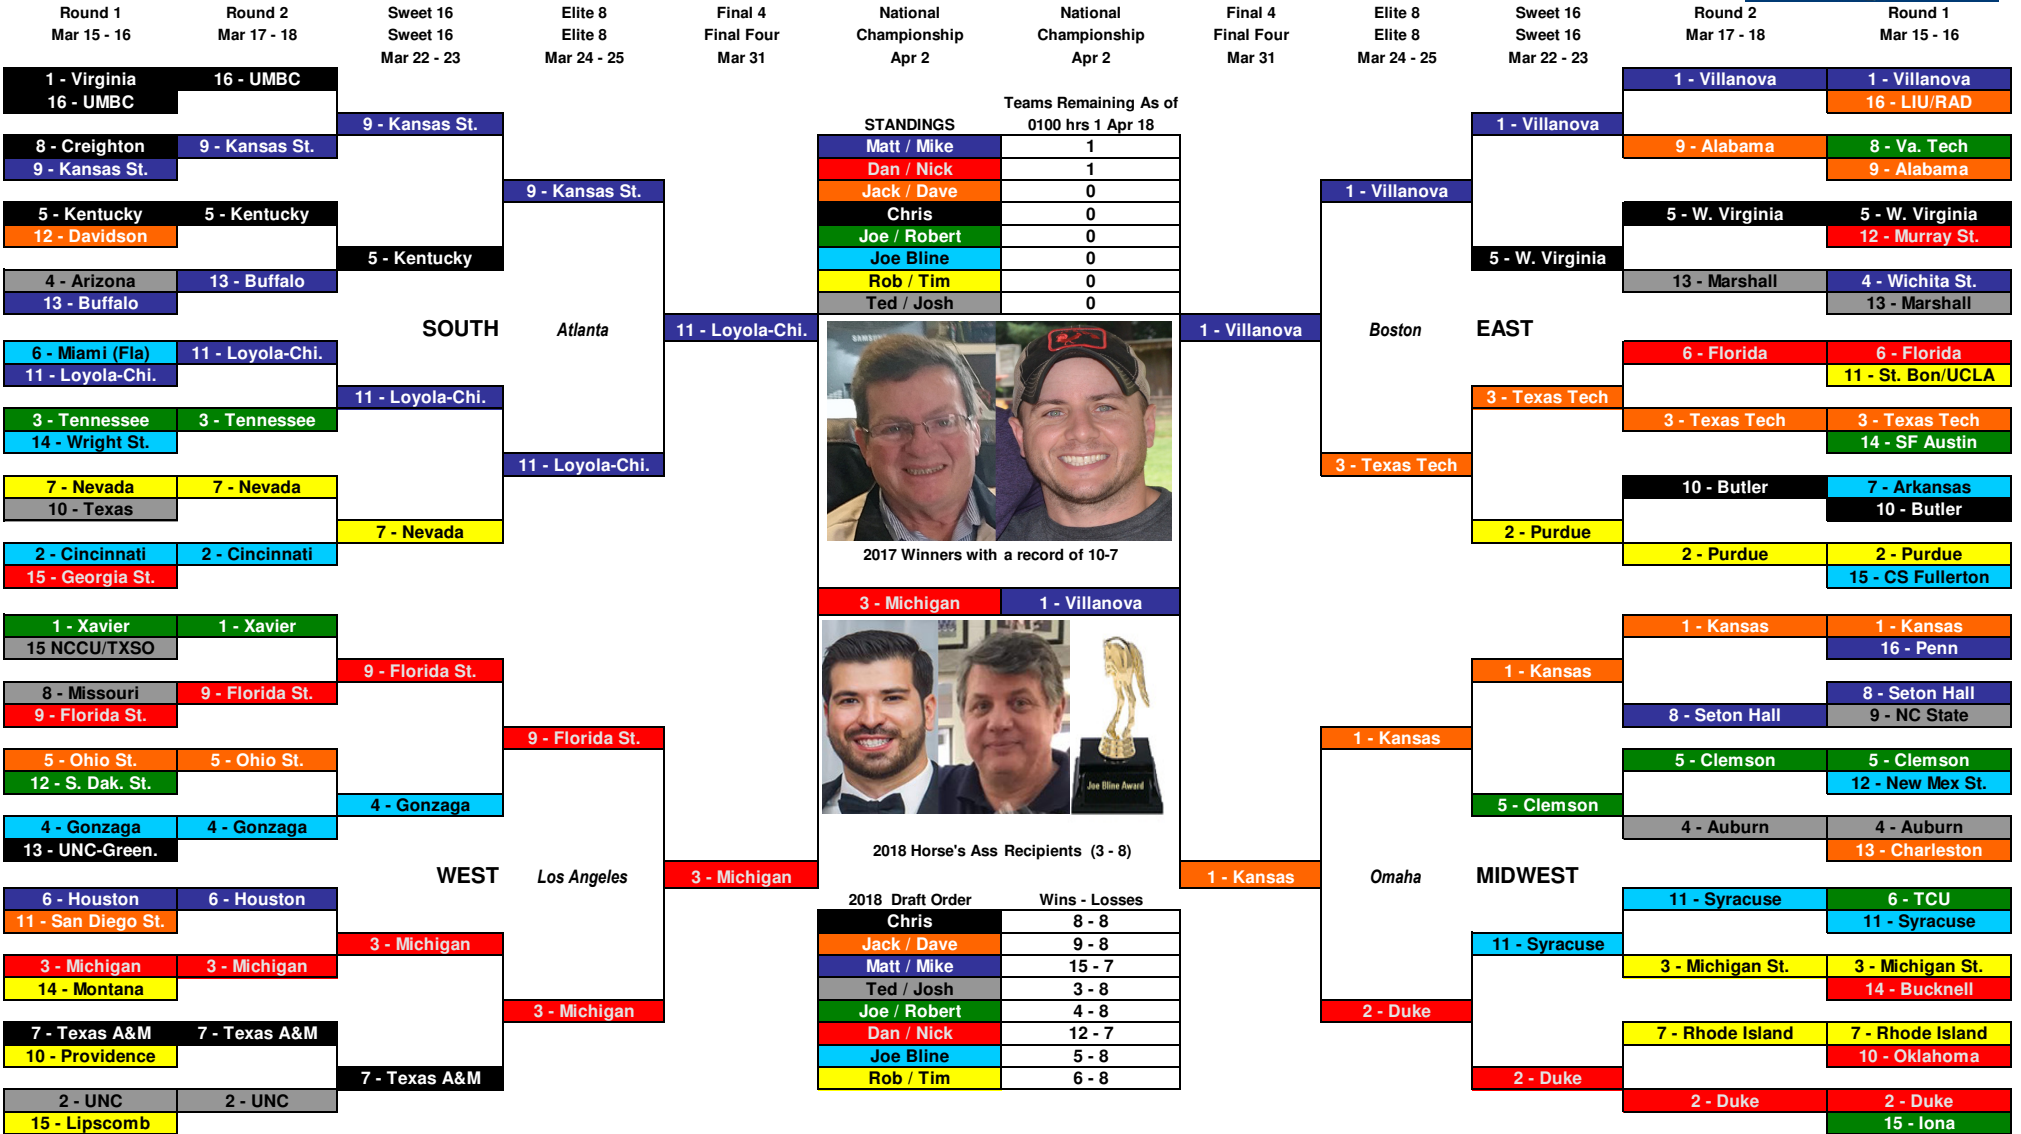 Round 1 Round 2 Sweet 16 Elite 8 Final 4 National National Final 4 Elite 8 Sweet 16 Round 2 Round 1
Mar 15 - 16 Mar 17 - 18 Sweet 16 Elite 8 Final Four Championship Championship Final Four Elite 8 Sweet 16 Mar 17 - 18 Mar 15 - 16
Mar 22 - 23 Mar 24 - 25 Mar 31 Apr 2 Apr 2 Mar 31 Mar 24 - 25 Mar 22 - 23
1 - Virginia 16 - UMBC 1 - Villanova 1 - Villanova
16 - UMBC Teams Remaining As of 16 - LIU/RAD
9 - Kansas St. STANDINGS 0100 hrs 1 Apr 18 1 - Villanova
8 - Creighton 9 - Kansas St. Matt / Mike 1 9 - Alabama 8 - Va. Tech
9 - Kansas St. Dan / Nick 1 9 - Alabama
9 - Kansas St. Jack / Dave 0 1 - Villanova
5 - Kentucky 5 - Kentucky Chris 0 5 - W. Virginia 5 - W. Virginia
12 - Davidson Joe / Robert 0 12 - Murray St.
5 - Kentucky Joe Bline 0 5 - W. Virginia
4 - Arizona 13 - Buffalo Rob / Tim 0 13 - Marshall 4 - Wichita St.
13 - Buffalo Ted / Josh 0 13 - Marshall
SOUTH Atlanta 11 - Loyola-Chi. 1 - Villanova Boston EAST
6 - Miami (Fla) 11 - Loyola-Chi. 6 - Florida 6 - Florida
11 - Loyola-Chi. 11 - St. Bon/UCLA
11 - Loyola-Chi. 3 - Texas Tech
3 - Tennessee 3 - Tennessee 3 - Texas Tech 3 - Texas Tech
14 - Wright St. 14 - SF Austin
11 - Loyola-Chi. 3 - Texas Tech
7 - Nevada 7 - Nevada 10 - Butler 7 - Arkansas
10 - Texas 10 - Butler
7 - Nevada 2 - Purdue
2 - Cincinnati 2 - Cincinnati 2017 Winners with a record of 10-7 2 - Purdue 2 - Purdue
15 - Georgia St. 15 - CS Fullerton
3 - Michigan 1 - Villanova
1 - Xavier 1 - Xavier 1 - Kansas 1 - Kansas
15 NCCU/TXSO 16 - Penn
9 - Florida St. 1 - Kansas
8 - Missouri 9 - Florida St. 8 - Seton Hall
9 - Florida St. 8 - Seton Hall 9 - NC State
9 - Florida St. 1 - Kansas
5 - Ohio St. 5 - Ohio St. 5 - Clemson 5 - Clemson
12 - S. Dak. St. Joe Bline Award 12 - New Mex St.
4 - Gonzaga 5 - Clemson
4 - Gonzaga 4 - Gonzaga 4 - Auburn 4 - Auburn
13 - UNC-Green. 2018 Horse's Ass Recipients (3 - 8) 13 - Charleston
WEST Los Angeles 3 - Michigan 1 - Kansas Omaha MIDWEST
6 - Houston 6 - Houston 2018 Draft Order Wins - Losses 11 - Syracuse 6 - TCU
11 - San Diego St. Chris 8 - 8 11 - Syracuse
3 - Michigan Jack / Dave 9 - 8 11 - Syracuse
3 - Michigan 3 - Michigan Matt / Mike 15 - 7 3 - Michigan St. 3 - Michigan St.
14 - Montana Ted / Josh 3 - 8 14 - Bucknell
3 - Michigan Joe / Robert 4 - 8 2 - Duke
7 - Texas A&M 7 - Texas A&M Dan / Nick 12 - 7 7 - Rhode Island 7 - Rhode Island
10 - Providence Joe Bline 5 - 8 10 - Oklahoma
7 - Texas A&M Rob / Tim 6 - 8 2 - Duke
2 - UNC 2 - UNC 2 - Duke 2 - Duke
15 - Lipscomb 15 - Iona